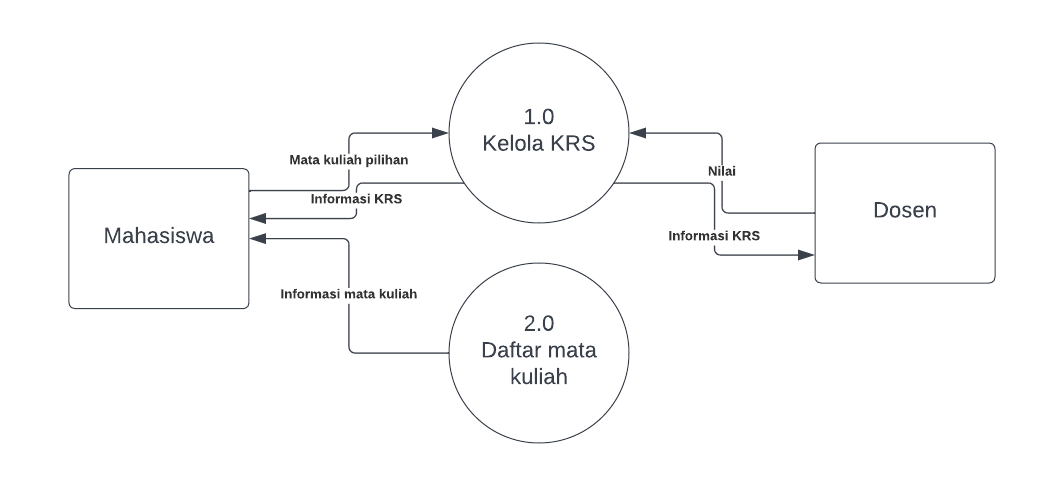 1.0
Kelola KRS
Mata kuliah pilihan
Nilai
Informasi KRS
Dosen
Mahasiswa
Informasi KRS
Informasi mata kuliah
2.0
Daftar mata
kuliah